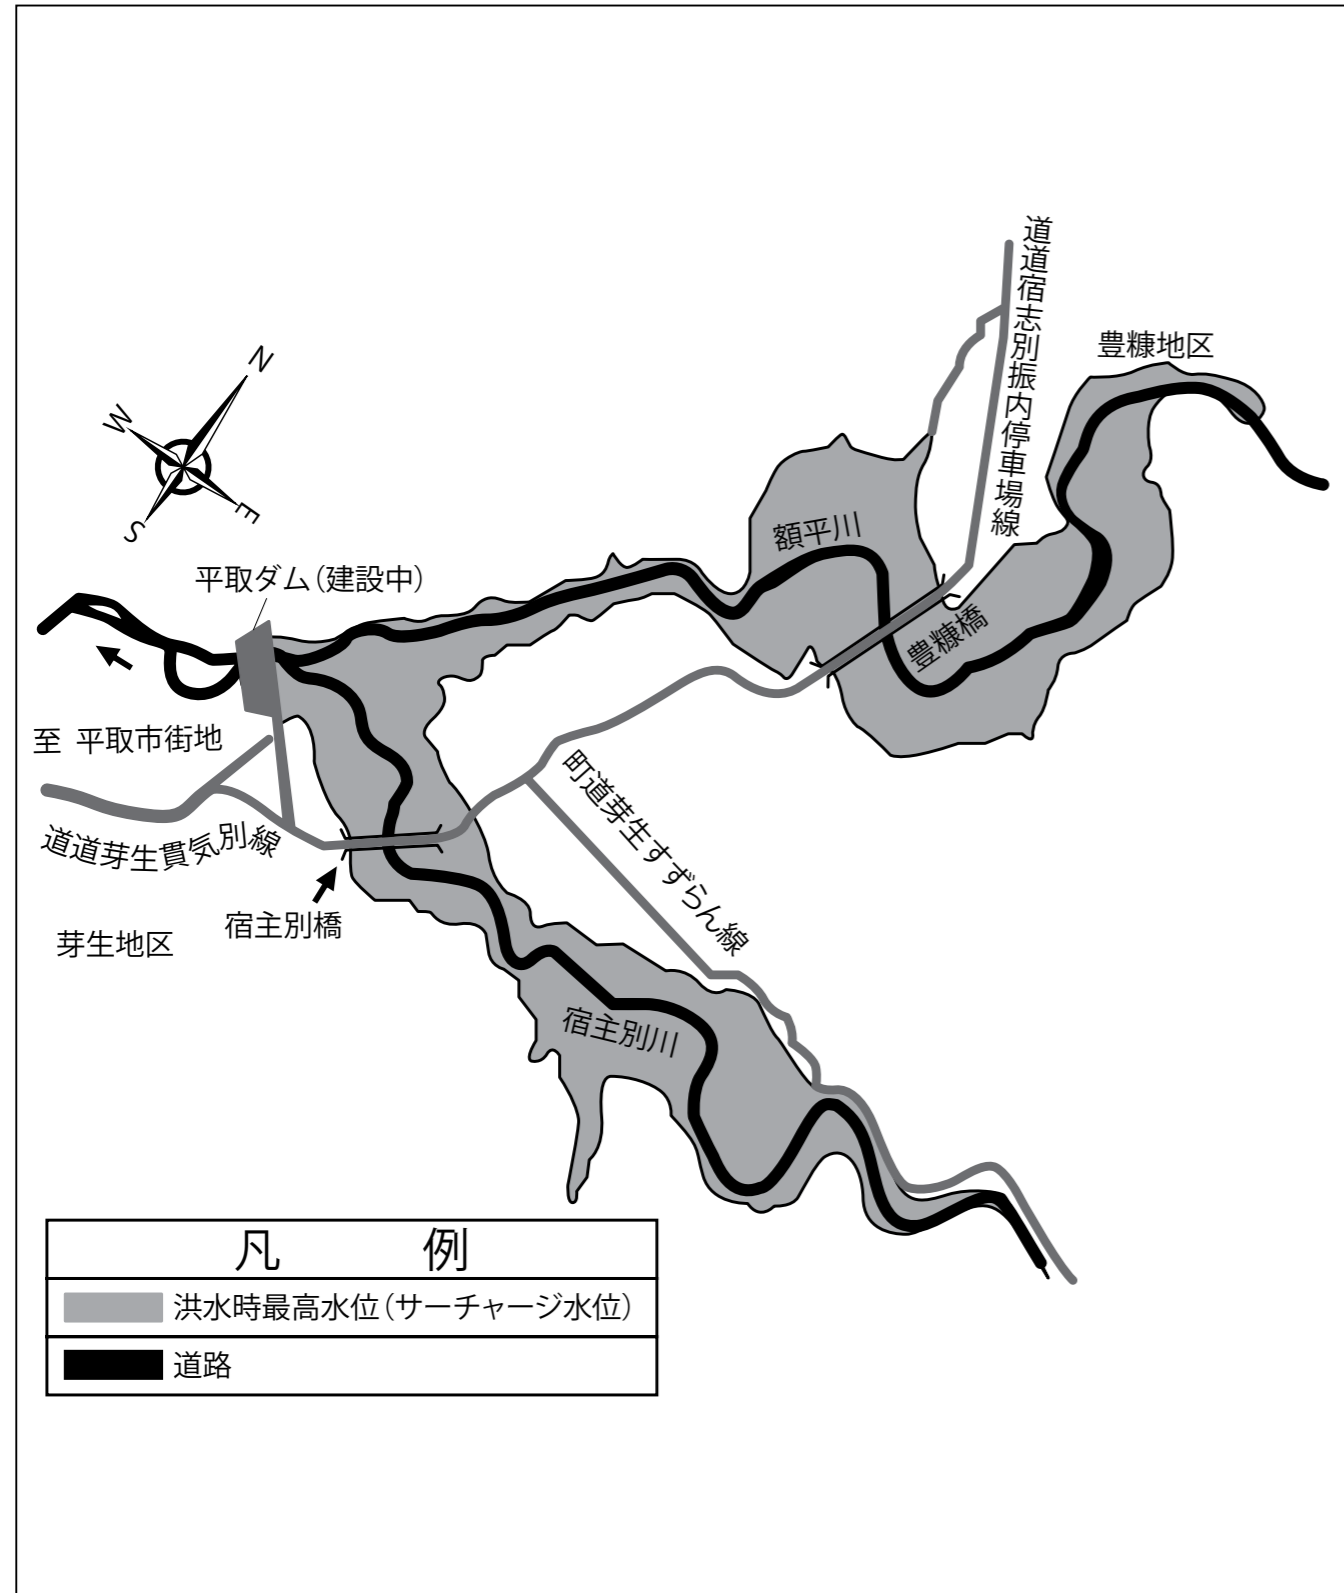 道道宿志別振内停車場線
豊糠地区
N
W
E
S
額平川
平取ダム(建設中)
豊糠橋
至 平取市街地
町道芽生すずらん線
道道芽生貫気別線
宿主別橋
芽生地区
宿主別川
凡 例
洪水時最高水位(サーチャージ水位)
道路